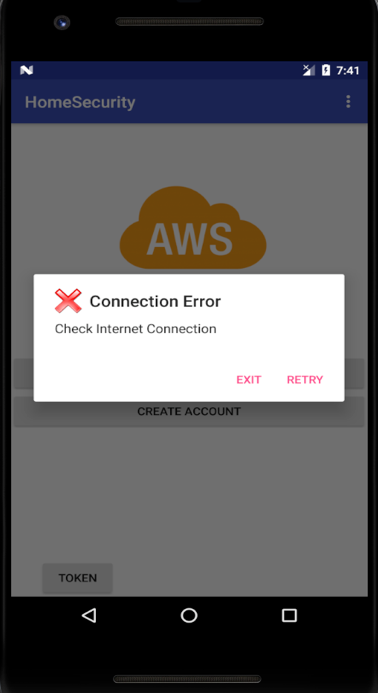 7:41
HomeSecurity
AWS
Connection Error
Check Internet Connection
EXIT RETRY
CREATE ACCOUNT
TOKEN